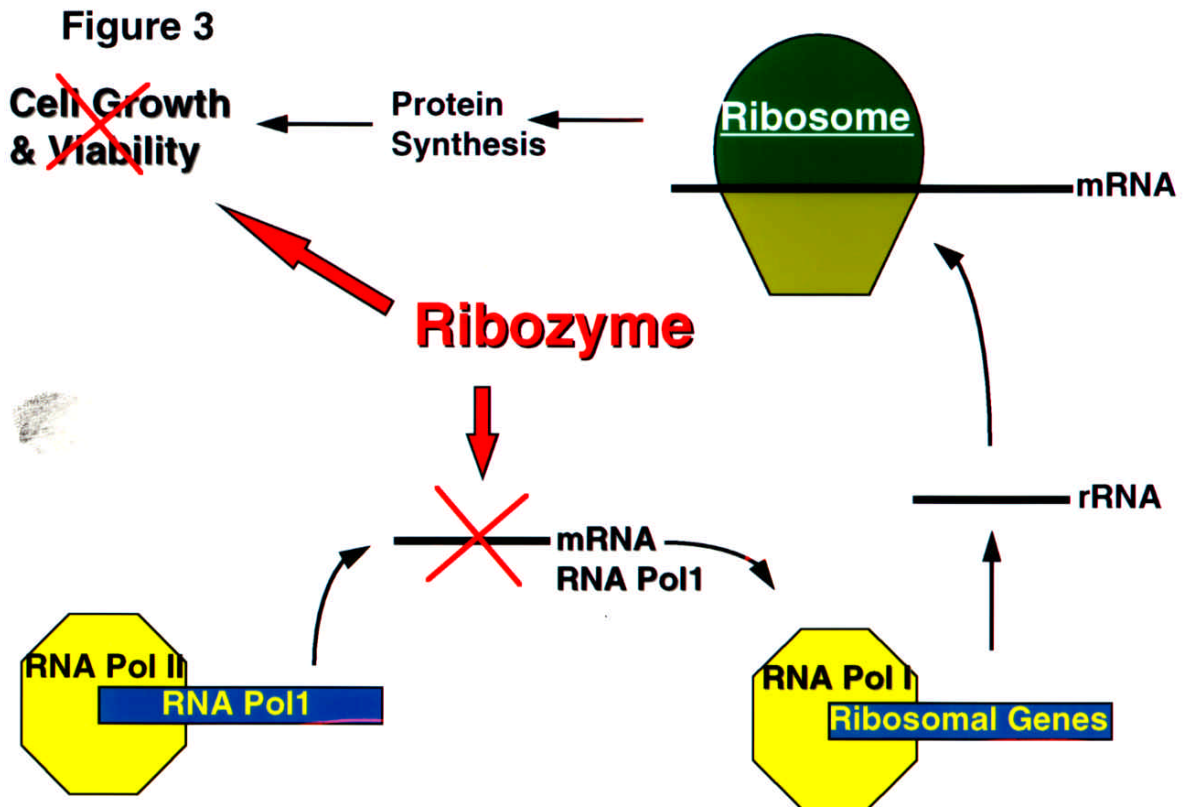 Figure 3
Cell Growth
& Viability
Protein
Synthesis
Ribosome
mRNA
Ribozyme
rRNA
mRNA
RNA Pol1
RNA Pol II
RNA Pol1
RNA Pol I
Ribosomal Genes